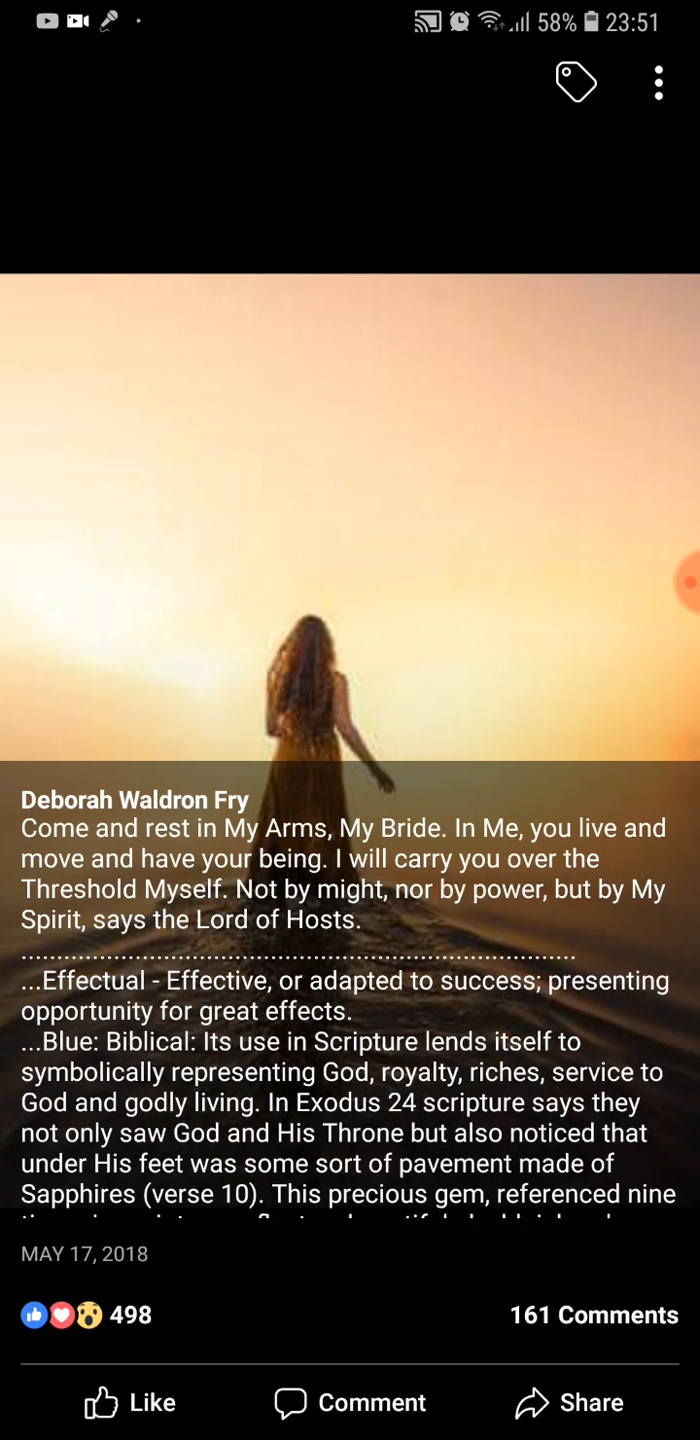 58% 23:51
Deborah Waldron Fry
Come and rest in My Arms, My Bride. In Me, you live and
move and have your being. I will carry you over the
Threshold Myself. Not by might, nor by power, but by My
Spirit, says the Lord of Hosts.
...............................................................................
...Effectual - Effective, or adapted to success; presenting
opportunity for great effects.
...Blue: Biblical: Its use in Scripture lends itself to
symbolically representing God, royalty, riches, service to
God and godly living. In Exodus 24 scripture says they
not only saw God and His Throne but also noticed that
under His feet was some sort of pavement made of
Sapphires (verse 10). This precious gem, referenced nine
MAY 17, 2018
498 161 Comments
Like Comment Share